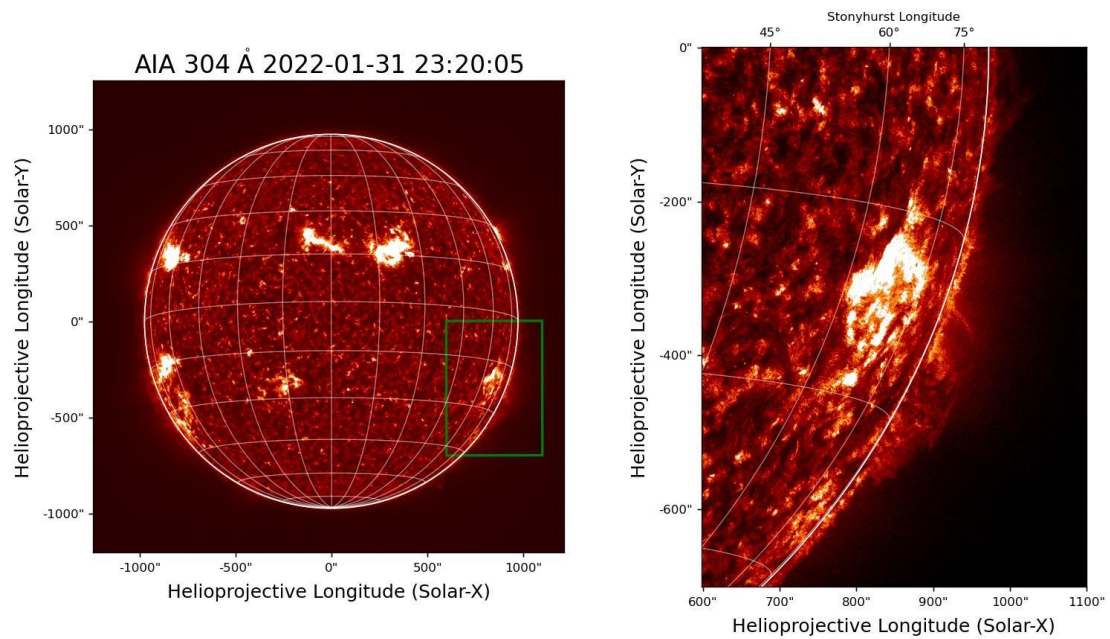 AIA 304 Å 2022-01-31 23:20:05
1000"
500"
0"
-500"
-1000"
-1000" -500" 0" 500" 1000"
Helioprojective Longitude (Solar-Y)
Helioprojective Longitude (Solar-X)
Stonyhurst Longitude
45° 60° 75°
0"
-200"
-400"
-600"
600" 700" 800" 900" 1000" 1100"
Helioprojective Longitude (Solar-Y)
Helioprojective Longitude (Solar-X)